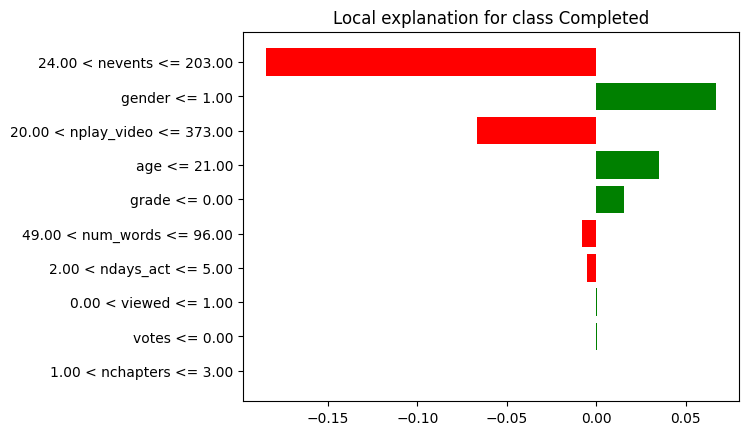 Local explanation for class Completed
24.00 < nevents <= 203.00
gender <= 1.00
20.00 < nplay_video <= 373.00
age <= 21.00
grade <= 0.00
49.00 < num_words <= 96.00
2.00 < ndays_act <= 5.00
0.00 < viewed <= 1.00
votes <= 0.00
1.00 < nchapters <= 3.00
−0.15 −0.10 −0.05 0.00 0.05